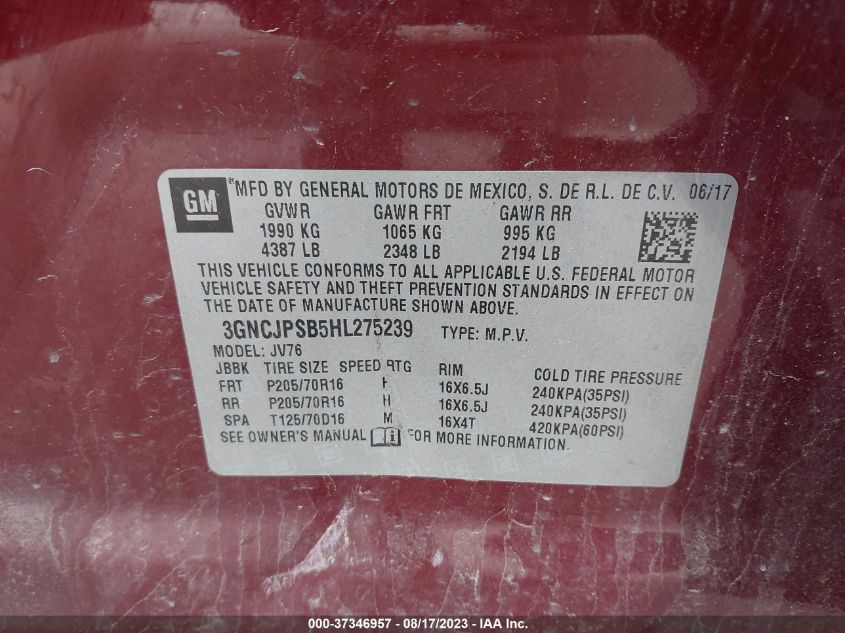 GM
®MFD BY GENERAL MOTORS DE MEXICO, S. DE R.L. DE C.V. 06/17
GVWR GAWR FRT GAWR RR
1990 KG 1065 KG 995 KG
4387 LB 2348 LB 2194 LB
THIS VEHICLE CONFORMS TO ALL APPLICABLE U.S. FEDERAL MOTOR
VEHICLE SAFETY AND THEFT PREVENTION STANDARDS IN EFFECT ON
THE DATE OF MANUFACTURE SHOWN ABOVE.
3GNCJPSB5HL275239 TYPE: M.P.V.
MODEL: JV76
JBBK TIRE SIZE SPEED RTG RIM COLD TIRE PRESSURE
FRT P205/70R16 H 16X6.5J 240KPA(35PSI)
RR P205/70R16 H 16X6.5J 240KPA(35PSI)
SPA T125/70D16 M 16X4T 420KPA(60PSI)
SEE OWNER'S MANUAL FOR MORE INFORMATION.
000-37346957 - 08/17/2023 - IAA Inc.